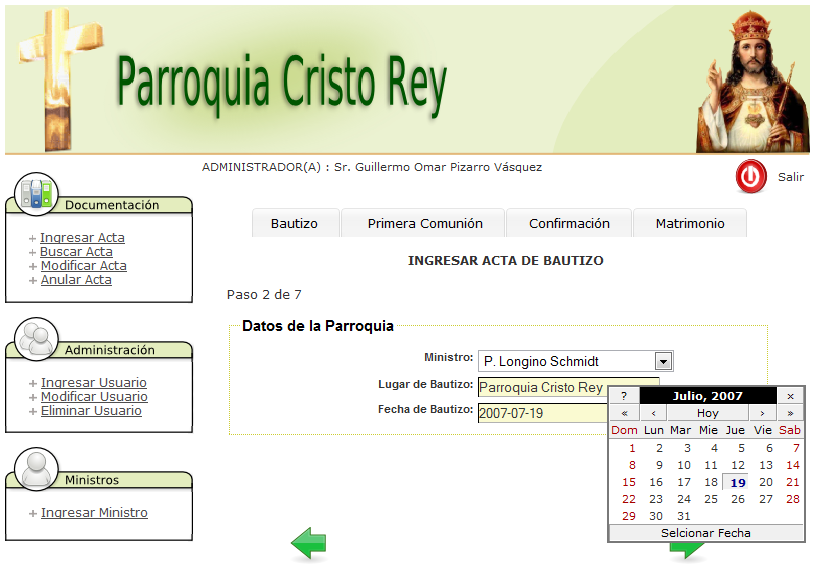 Parroquia Cristo Rey
ADMINISTRADOR(A) : Sr. Guillermo Omar Pizarro Vásquez
Salir
Documentación
Ingresar Acta
Buscar Acta
Modificar Acta
Anular Acta
Administración
Ingresar Usuario
Modificar Usuario
Eliminar Usuario
Ministros
Ingresar Ministro
Bautizo Primera Comunión Confirmación Matrimonio
INGRESAR ACTA DE BAUTIZO
Paso 2 de 7
Datos de la Parroquia
Ministro: P. Longino Schmidt
Lugar de Bautizo: Parroquia Cristo Rey
Fecha de Bautizo: 2007-07-19
? Julio, 2007 ×
« ‹ Hoy › »
Dom Lun Mar Mie Jue Vie Sab
1 2 3 4 5 6 7
8 9 10 11 12 13 14
15 16 17 18 19 20 21
22 23 24 25 26 27 28
29 30 31
Selcionar Fecha